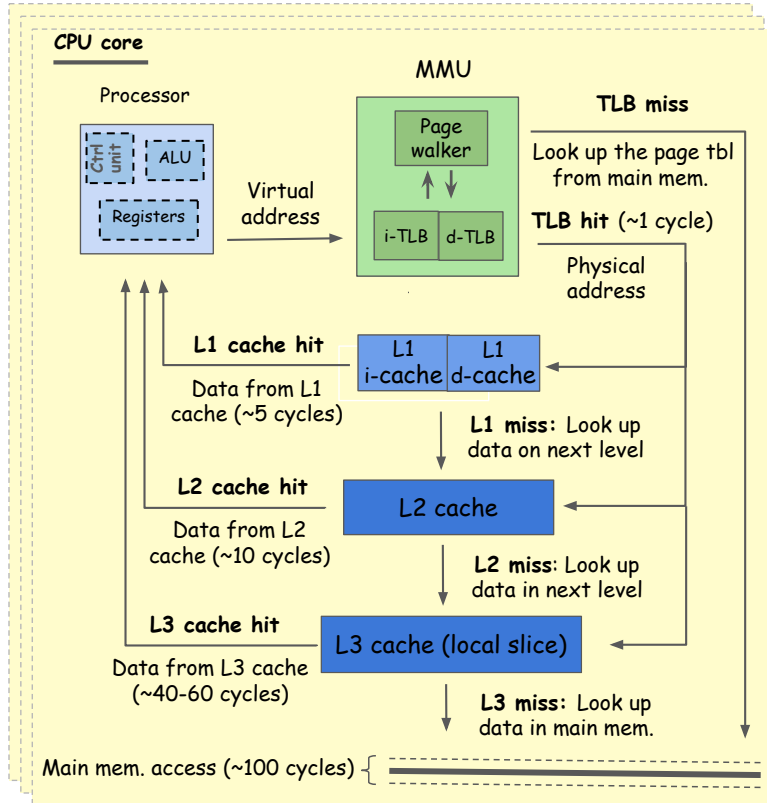 CPU core
MMU
Processor
TLB miss
Ctrl
unit
ALU
Page
walker
Look up the page tbl
from main mem.
Registers
Virtual
address
i-TLB
d-TLB
TLB hit (~1 cycle)
Physical
address
L1 cache hit
L1
i-cache
L1
d-cache
Data from L1
cache (~5 cycles)
L1 miss: Look up
data on next level
L2 cache hit
L2 cache
Data from L2
cache (~10 cycles)
L2 miss: Look up
data in next level
L3 cache hit
L3 cache (local slice)
Data from L3 cache
(~40-60 cycles)
L3 miss: Look up
data in main mem.
Main mem. access (~100 cycles)